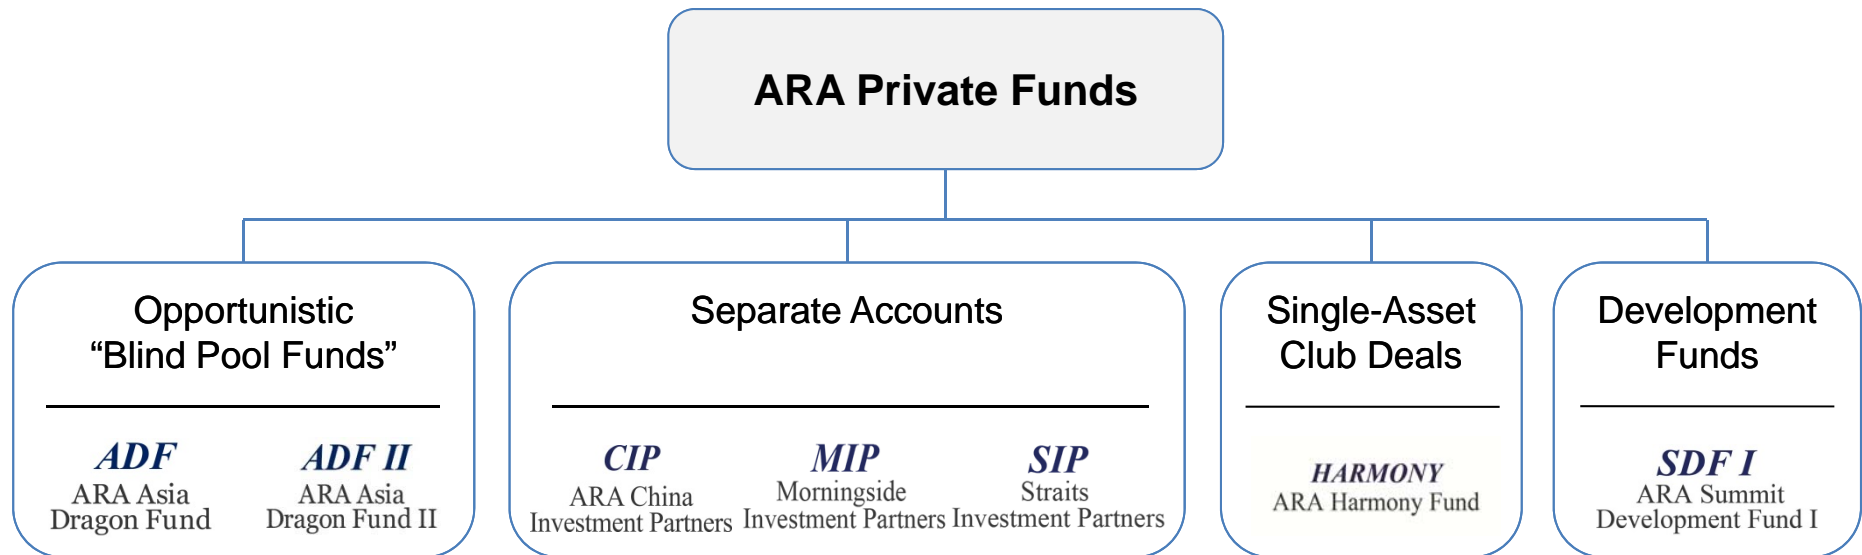 ARA Private Funds
Opportunistic
“Blind Pool Funds”
ADF
ARA Asia
Dragon Fund
ADF II
ARA Asia
Dragon Fund II
Separate Accounts
CIP
ARA China
Investment Partners
MIP
Morningside
Investment Partners
SIP
Straits
Investment Partners
Single-Asset
Club Deals
HARMONY
ARA Harmony Fund
Development
Funds
SDF I
ARA Summit
Development Fund I